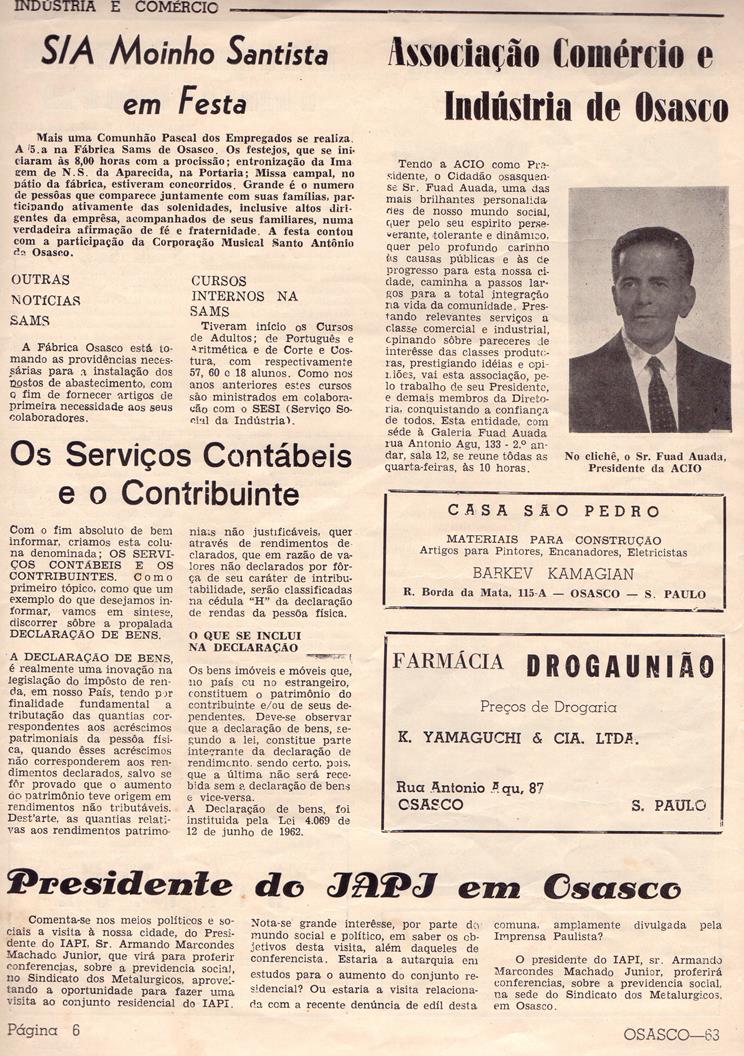 INDÚSTRIA E COMÉRCIO
S/A Moinho Santista
em Festa
Mais uma Comunhão Pascal dos Empregados se realiza.
A 5.a na Fábrica Sams de Osasco. Os festejos, que se ini-
ciaram às 8,00 horas com a procissão; entronização da Ima
gem de N.S. da Aparecida, na Portaria; Missa campal, no
pátio da fábrica, estiveram concorridos. Grande é o numero
de pessôas que comparece juntamente com suas famílias, par-
ticipando ativamente das solenidades, inclusive altos diri-
gentes da emprêsa, acompanhados de seus familiares, numa
verdadeira afirmação de fé e fraternidade. A festa contou
com a participação da Corporação Musical Santo Antônio
de Osasco.
OUTRAS
NOTÍCIAS
SAMS
A Fábrica Osasco está to-
mando as providências neces-
sárias para a instalação dos
postos de abastecimento, com
o fim de fornecer artigos de
primeira necessidade aos seus
colaboradores.
CURSOS
INTERNOS NA
SAMS
Tiveram início os Cursos
de Adultos; de Português e
Aritmética e de Corte e Cos-
tura, com respectivamente
57, 60 e 18 alunos. Como nos
anos anteriores estes cursos
são ministrados em colabora-
ção com o SESI (Serviço So-
cial da Indústria).
Os Serviços Contábeis
e o Contribuinte
Com o fim absoluto de bem
informar, criamos esta colu
na denominada; OS SERVI-
ÇOS CONTÁBEIS E OS
CONTRIBUINTES. Como
primeiro tópico, como que um
exemplo do que desejamos in-
formar, vamos em síntese,
discorrer sôbre a propalada
DECLARAÇÃO DE BENS.
A DECLARAÇÃO DE BENS,
é realmente uma inovação na
legislação do impôsto de ren-
da, em nosso País, tendo por
finalidade fundamental a
tributação das quantias cor-
respondentes aos acréscimos
patrimoniais da pessôa físi-
ca, quando êsses acréscimos
não corresponderem aos ren-
dimentos declarados, salvo se
fôr provado que o aumento
do patrimônio teve origem em
rendimentos não tributáveis.
Dest'arte, as quantias relati-
vas aos rendimentos patrimo-
niais não justificáveis, quer
através de rendimentos de-
clarados, que em razão de va-
lores não declarados por fôr-
ça de seu caráter de intribu-
tabilidade, serão classificadas
na cédula "H" da declaração
de rendas da pessôa física.
O QUE SE INCLUI
NA DECLARAÇÃO
Os bens imóveis e móveis que,
no país ou no estrangeiro,
constituem o patrimônio do
contribuinte e/ou de seus de-
pendentes. Deve-se observar
que a declaração de bens, se-
gundo a lei, constitue parte
integrante da declaração de
rendimento. sendo certo, pois,
que a última não será rece-
bida sem a declaração de bens
e vice-versa.
A Declaração de Bens, foi
instituida pela Lei 4.069 de
12 de junho de 1962.
Associação Comércio e
Indústria de Osasco
Tendo a ACIO como Pre-
sidente, o Cidadão osasquen-
se Sr. Fuad Auada, uma das
mais brilhantes personalida-
des de nosso mundo social,
quer pelo seu espirito perse-
verante, tolerante e dinâmico,
quer pelo profundo carinho
às causas públicas e às de
progresso para esta nossa ci-
dade, caminha a passos lar-
gos para a total integração
na vida da comunidade. Pres-
tando relevantes serviços a
classe comercial e industrial,
opinando sôbre pareceres de
interêsse das classes produto-
ras, prestigiando idéias e opi-
niões, vai esta associação, pe-
lo trabalho de seu Presidente,
e demais membros da Direto-
ria, conquistando a confiança
de todos. Esta entidade, com
séde à Galeria Fuad Auada
rua Antonio Agu, 133 - 2.º an-
dar, sala 12, se reune tôdas as
quarta-feiras, às 10 horas.
No clichê, o Sr. Fuad Auada,
Presidente da ACIO
CASA SÃO PEDRO
MATERIAIS PARA CONSTRUÇÃO
Artigos para Pintores, Encanadores, Eletricistas
BARKEV KAMAGIAN
R. Borda da Mata, 115-A — OSASCO — S. PAULO
FARMÁCIA DROGAUNIÃO
Preços de Drogaria
K. YAMAGUCHI & CIA. LTDA.
Rua Antonio Agu, 87
OSASCO S. PAULO
Presidente do IAPI em Osasco
Comenta-se nos meios políticos e so-
ciais a visita à nossa cidade, do Presi
dente do IAPI, Sr. Armando Marcondes
Machado Junior, que virá para proferir
conferencias, sobre a previdencia social,
no Sindicato dos Metalurgicos, aprovei-
tando a oportunidade para fazer uma
visita ao conjunto residencial do IAPI.
Nota-se grande interêsse, por parte do
mundo social e político, em saber os ob-
jetivos desta visita, além daqueles de
conferencista. Estaria a autarquia em
estudos para o aumento do conjunto re-
sidencial? Ou estaria a visita relaciona-
da com a recente denúncia de edil desta
comuna, amplamente divulgada pela
Imprensa Paulista?
O presidente do IAPI, sr. Armando
Marcondes Machado Junior, proferirá
conferências, sobre a previdencia social,
na sede do Sindicato dos Metalurgicos,
em Osasco.
Página 6
OSASCO—63